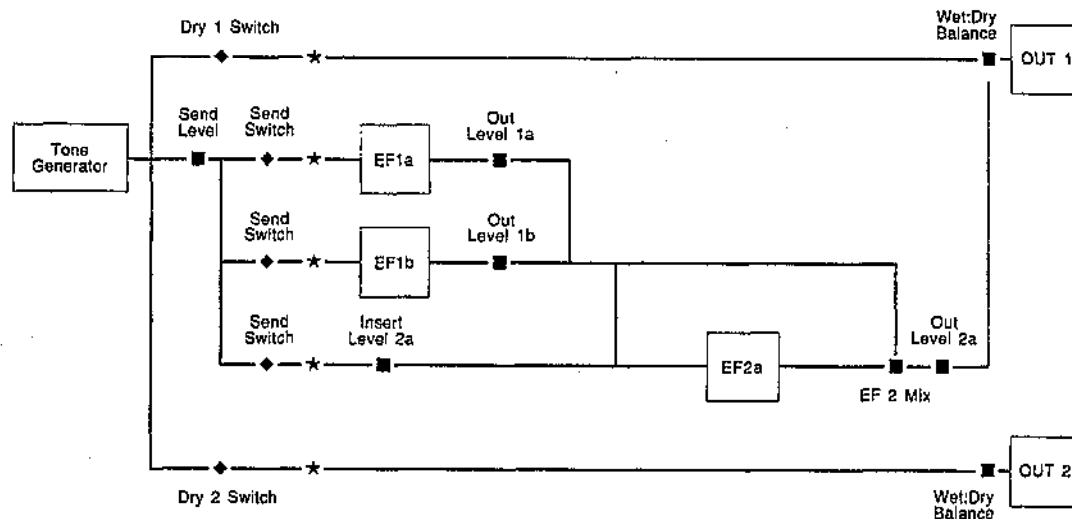 Dry 1 Switch
Wet:Dry
Balance
OUT 1
Send
Level
Send
Switch
Out
Level 1a
Tone
Generator
EF1a
Send
Switch
Out
Level 1b
EF1b
Send
Switch
Insert
Level 2a
Out
Level 2a
EF2a
EF 2 Mix
OUT 2
Dry 2 Switch
Wet:Dry
Balance